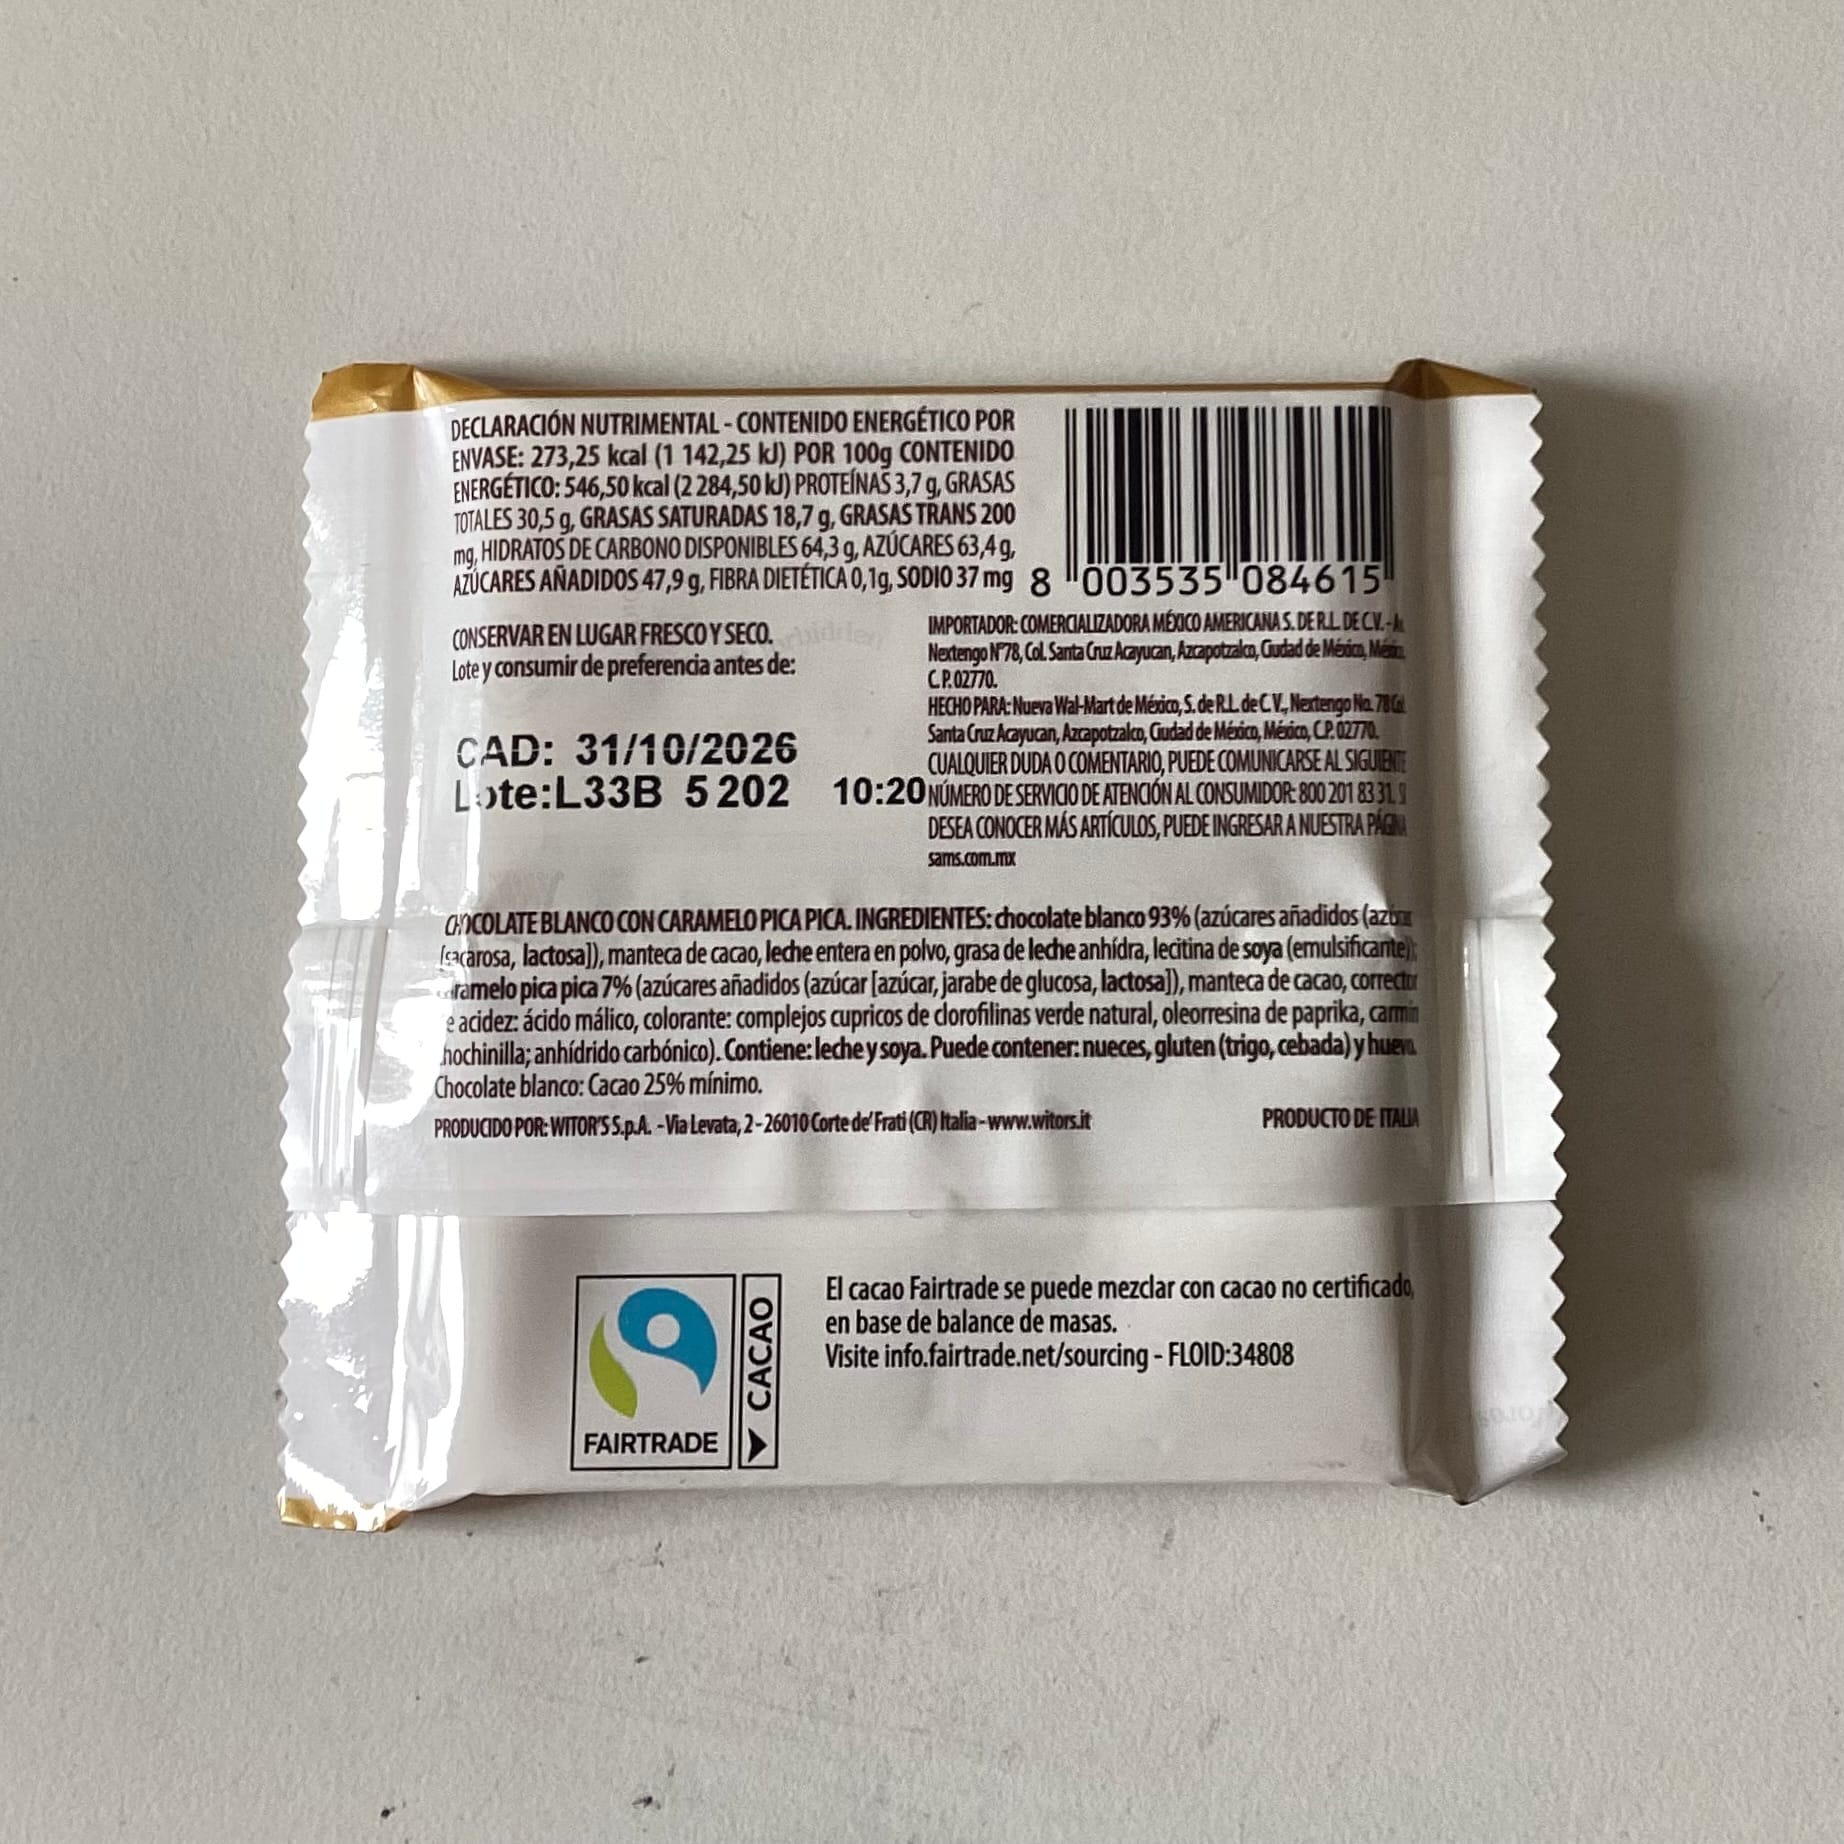 DECLARACIÓN NUTRIMENTAL - CONTENIDO ENERGÉTICO POR
ENVASE: 273,25 kcal (1 142,25 kJ) POR 100g CONTENIDO
ENERGÉTICO: 546,50 kcal (2 284,50 kJ) PROTEÍNAS 3,7 g, GRASAS
TOTALES 30,5 g, GRASAS SATURADAS 18,7 g, GRASAS TRANS 200
mg, HIDRATOS DE CARBONO DISPONIBLES 64,3 g, AZÚCARES 63,4 g,
AZÚCARES AÑADIDOS 47,9 g, FIBRA DIETÉTICA 0,1g, SODIO 37 mg
8 003535 084615
CONSERVAR EN LUGAR FRESCO Y SECO.
Lote y consumir de preferencia antes de:
CAD: 31/10/2026
Lote:L33B 5 202 10:20
IMPORTADOR: COMERCIALIZADORA MÉXICO AMERICANA S. DE R.L. DE C.V. -
Nextengo N°78, Col. Santa Cruz Acayucan, Azcapotzalco, Ciudad de México, México,
C.P. 02770.
HECHO PARA: Nueva Wal-Mart de México, S. de R.L. de C.V., Nextengo No. 78 Col.
Santa Cruz Acayucan, Azcapotzalco, Ciudad de México, México, C.P. 02770.
CUALQUIER DUDA O COMENTARIO, PUEDE COMUNICARSE AL SIGUIENTE
NÚMERO DE SERVICIO DE ATENCIÓN AL CONSUMIDOR: 800 201 83 31. SI
DESEA CONOCER MÁS ARTÍCULOS, PUEDE INGRESAR A NUESTRA PÁGINA
sams.com.mx
CHOCOLATE BLANCO CON CARAMELO PICA PICA. INGREDIENTES: chocolate blanco 93% (azúcares añadidos (azúcar
[sacarosa, lactosa]), manteca de cacao, leche entera en polvo, grasa de leche anhídra, lecitina de soya (emulsificante));
caramelo pica pica 7% (azúcares añadidos (azúcar [azúcar, jarabe de glucosa, lactosa]), manteca de cacao, corrector
e acidez: ácido málico, colorante: complejos cupricos de clorofilinas verde natural, oleorresina de paprika, carmín
hochinilla; anhídrido carbónico). Contiene: leche y soya. Puede contener: nueces, gluten (trigo, cebada) y huevo.
Chocolate blanco: Cacao 25% mínimo.
PRODUCIDO POR: WITOR'S S.p.A. - Via Levata, 2 - 26010 Corte de' Frati (CR) Italia - www.witors.it PRODUCTO DE ITALIA
FAIRTRADE
CACAO
El cacao Fairtrade se puede mezclar con cacao no certificado,
en base de balance de masas.
Visite info.fairtrade.net/sourcing - FLOID:34808